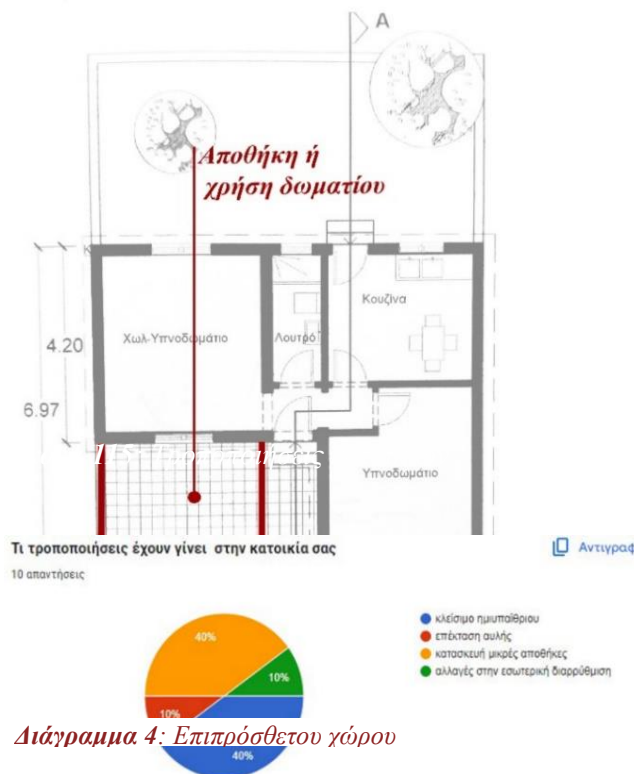 A
Αποθήκη ή
χρήση δωματίου
Κουζίνα
4.20
Χωλ-Υπνοδωμάτιο
Λουτρό
6.97
Υπνοδωμάτιο
Τι τροποποιήσεις έχουν γίνει στην κατοικία σας
Αντιγραφ
10 απαντήσεις
κλείσιμο ημιυπαίθριου
επέκταση αυλής
κατασκευή μικρές αποθήκες
αλλαγές στην εσωτερική διαρρύθμιση
40%
10%
10%
40%
Διάγραμμα 4: Επιπρόσθετου χώρου